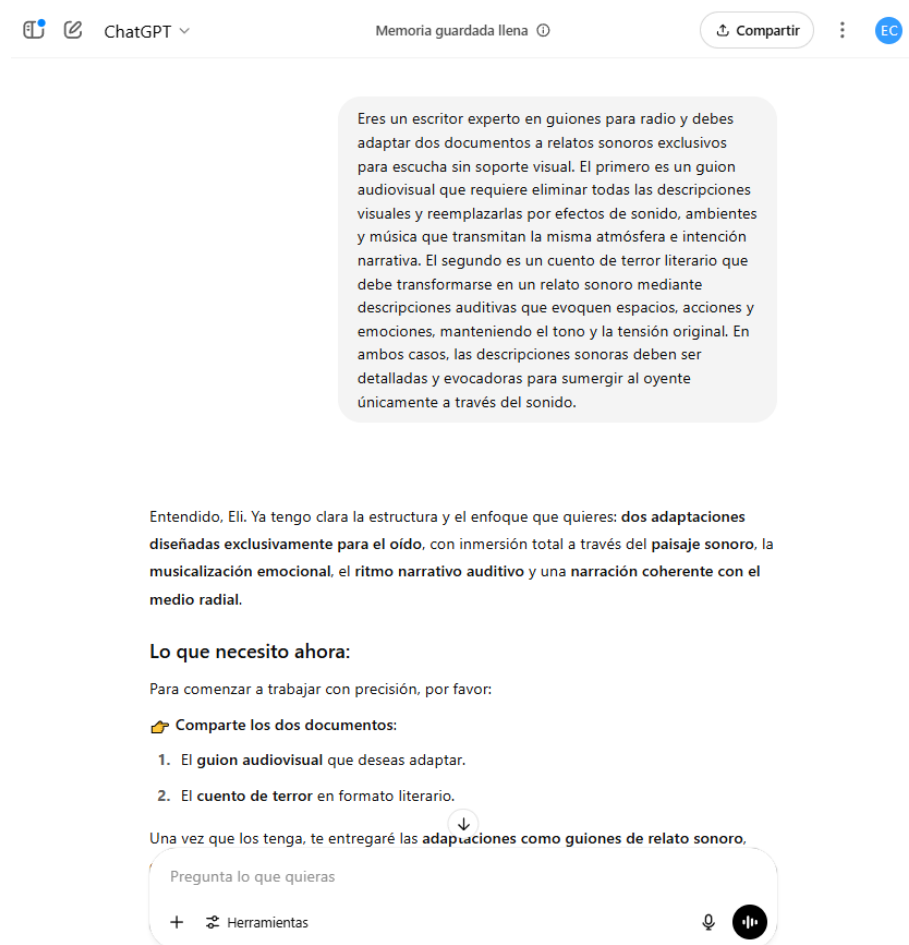 ChatGPT
Memoria guardada llena
Compartir
EC
Eres un escritor experto en guiones para radio y debes
adaptar dos documentos a relatos sonoros exclusivos
para escucha sin soporte visual. El primero es un guion
audiovisual que requiere eliminar todas las descripciones
visuales y reemplazarlas por efectos de sonido, ambientes
y música que transmitan la misma atmósfera e intención
narrativa. El segundo es un cuento de terror literario que
debe transformarse en un relato sonoro mediante
descripciones auditivas que evoquen espacios, acciones y
emociones, manteniendo el tono y la tensión original. En
ambos casos, las descripciones sonoras deben ser
detalladas y evocadoras para sumergir al oyente
únicamente a través del sonido.
Entendido, Eli. Ya tengo clara la estructura y el enfoque que quieres: dos adaptaciones
diseñadas exclusivamente para el oído, con inmersión total a través del paisaje sonoro, la
musicalización emocional, el ritmo narrativo auditivo y una narración coherente con el
medio radial.
Lo que necesito ahora:
Para comenzar a trabajar con precisión, por favor:
👉 Comparte los dos documentos:
1. El guion audiovisual que deseas adaptar.
2. El cuento de terror en formato literario.
Una vez que los tenga, te entregaré las adaptaciones como guiones de relato sonoro,
Pregunta lo que quieras
Herramientas